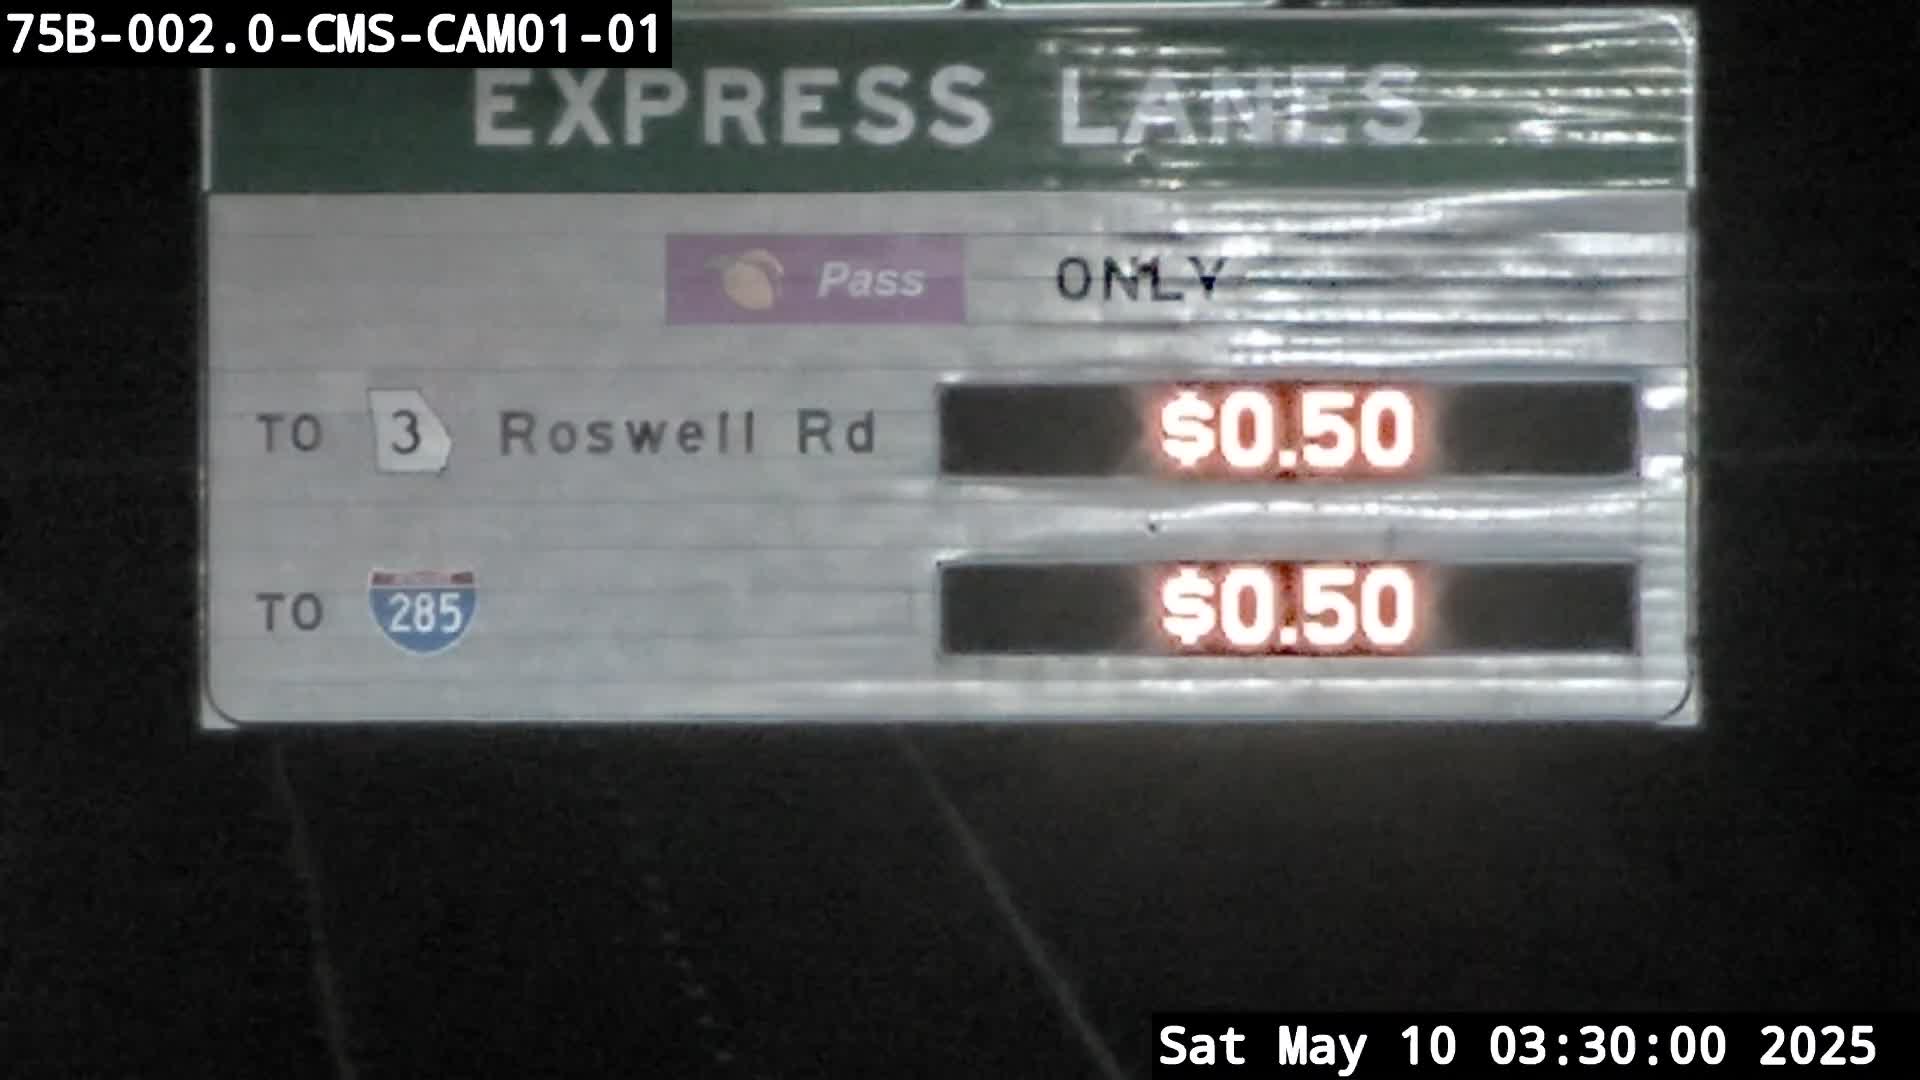 75B-002.0-CMS-CAM01-01
EXPRESS LANES
Pass ONLY
TO 3 Roswell Rd $0.50
TO 285 $0.50
Sat May 10 03:30:00 2025